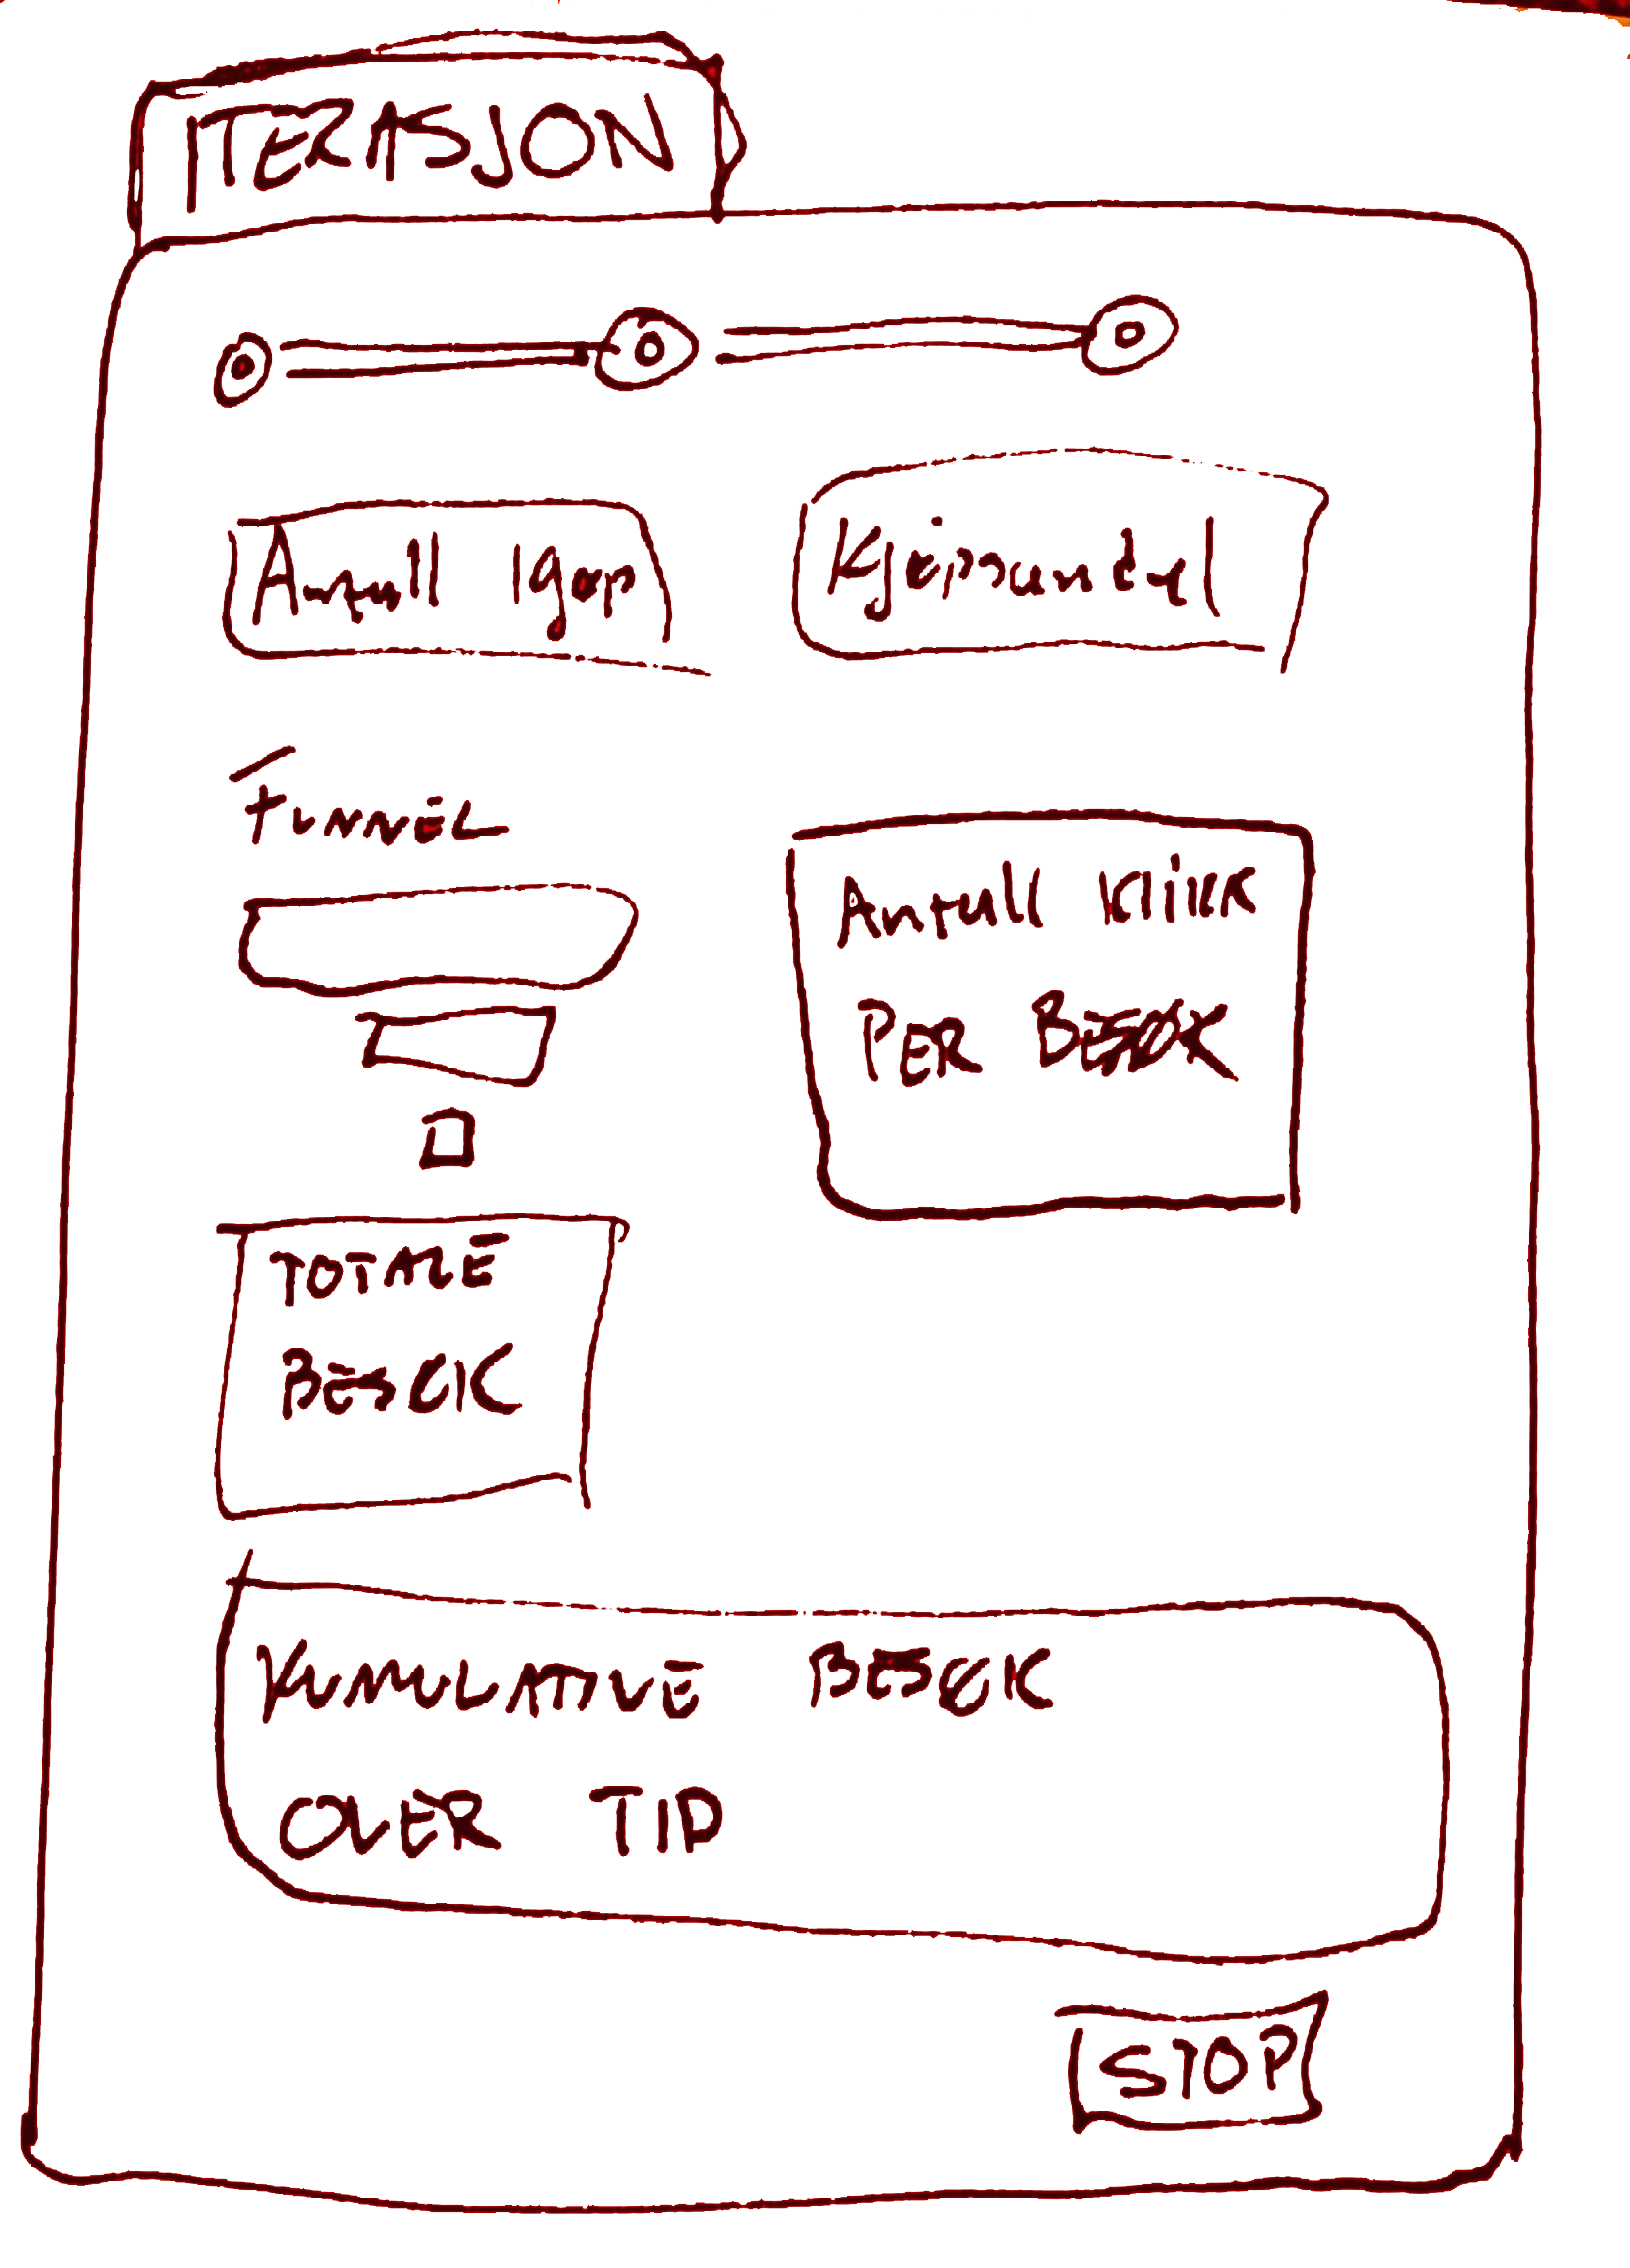 ITERASJON
Antall kjøp
Kjøpsandel
FUNNEL
Antall Klikk
PER BESØK
TOTALE
BESØK
KUMULATIVE BESØK
OVER TID
STOP